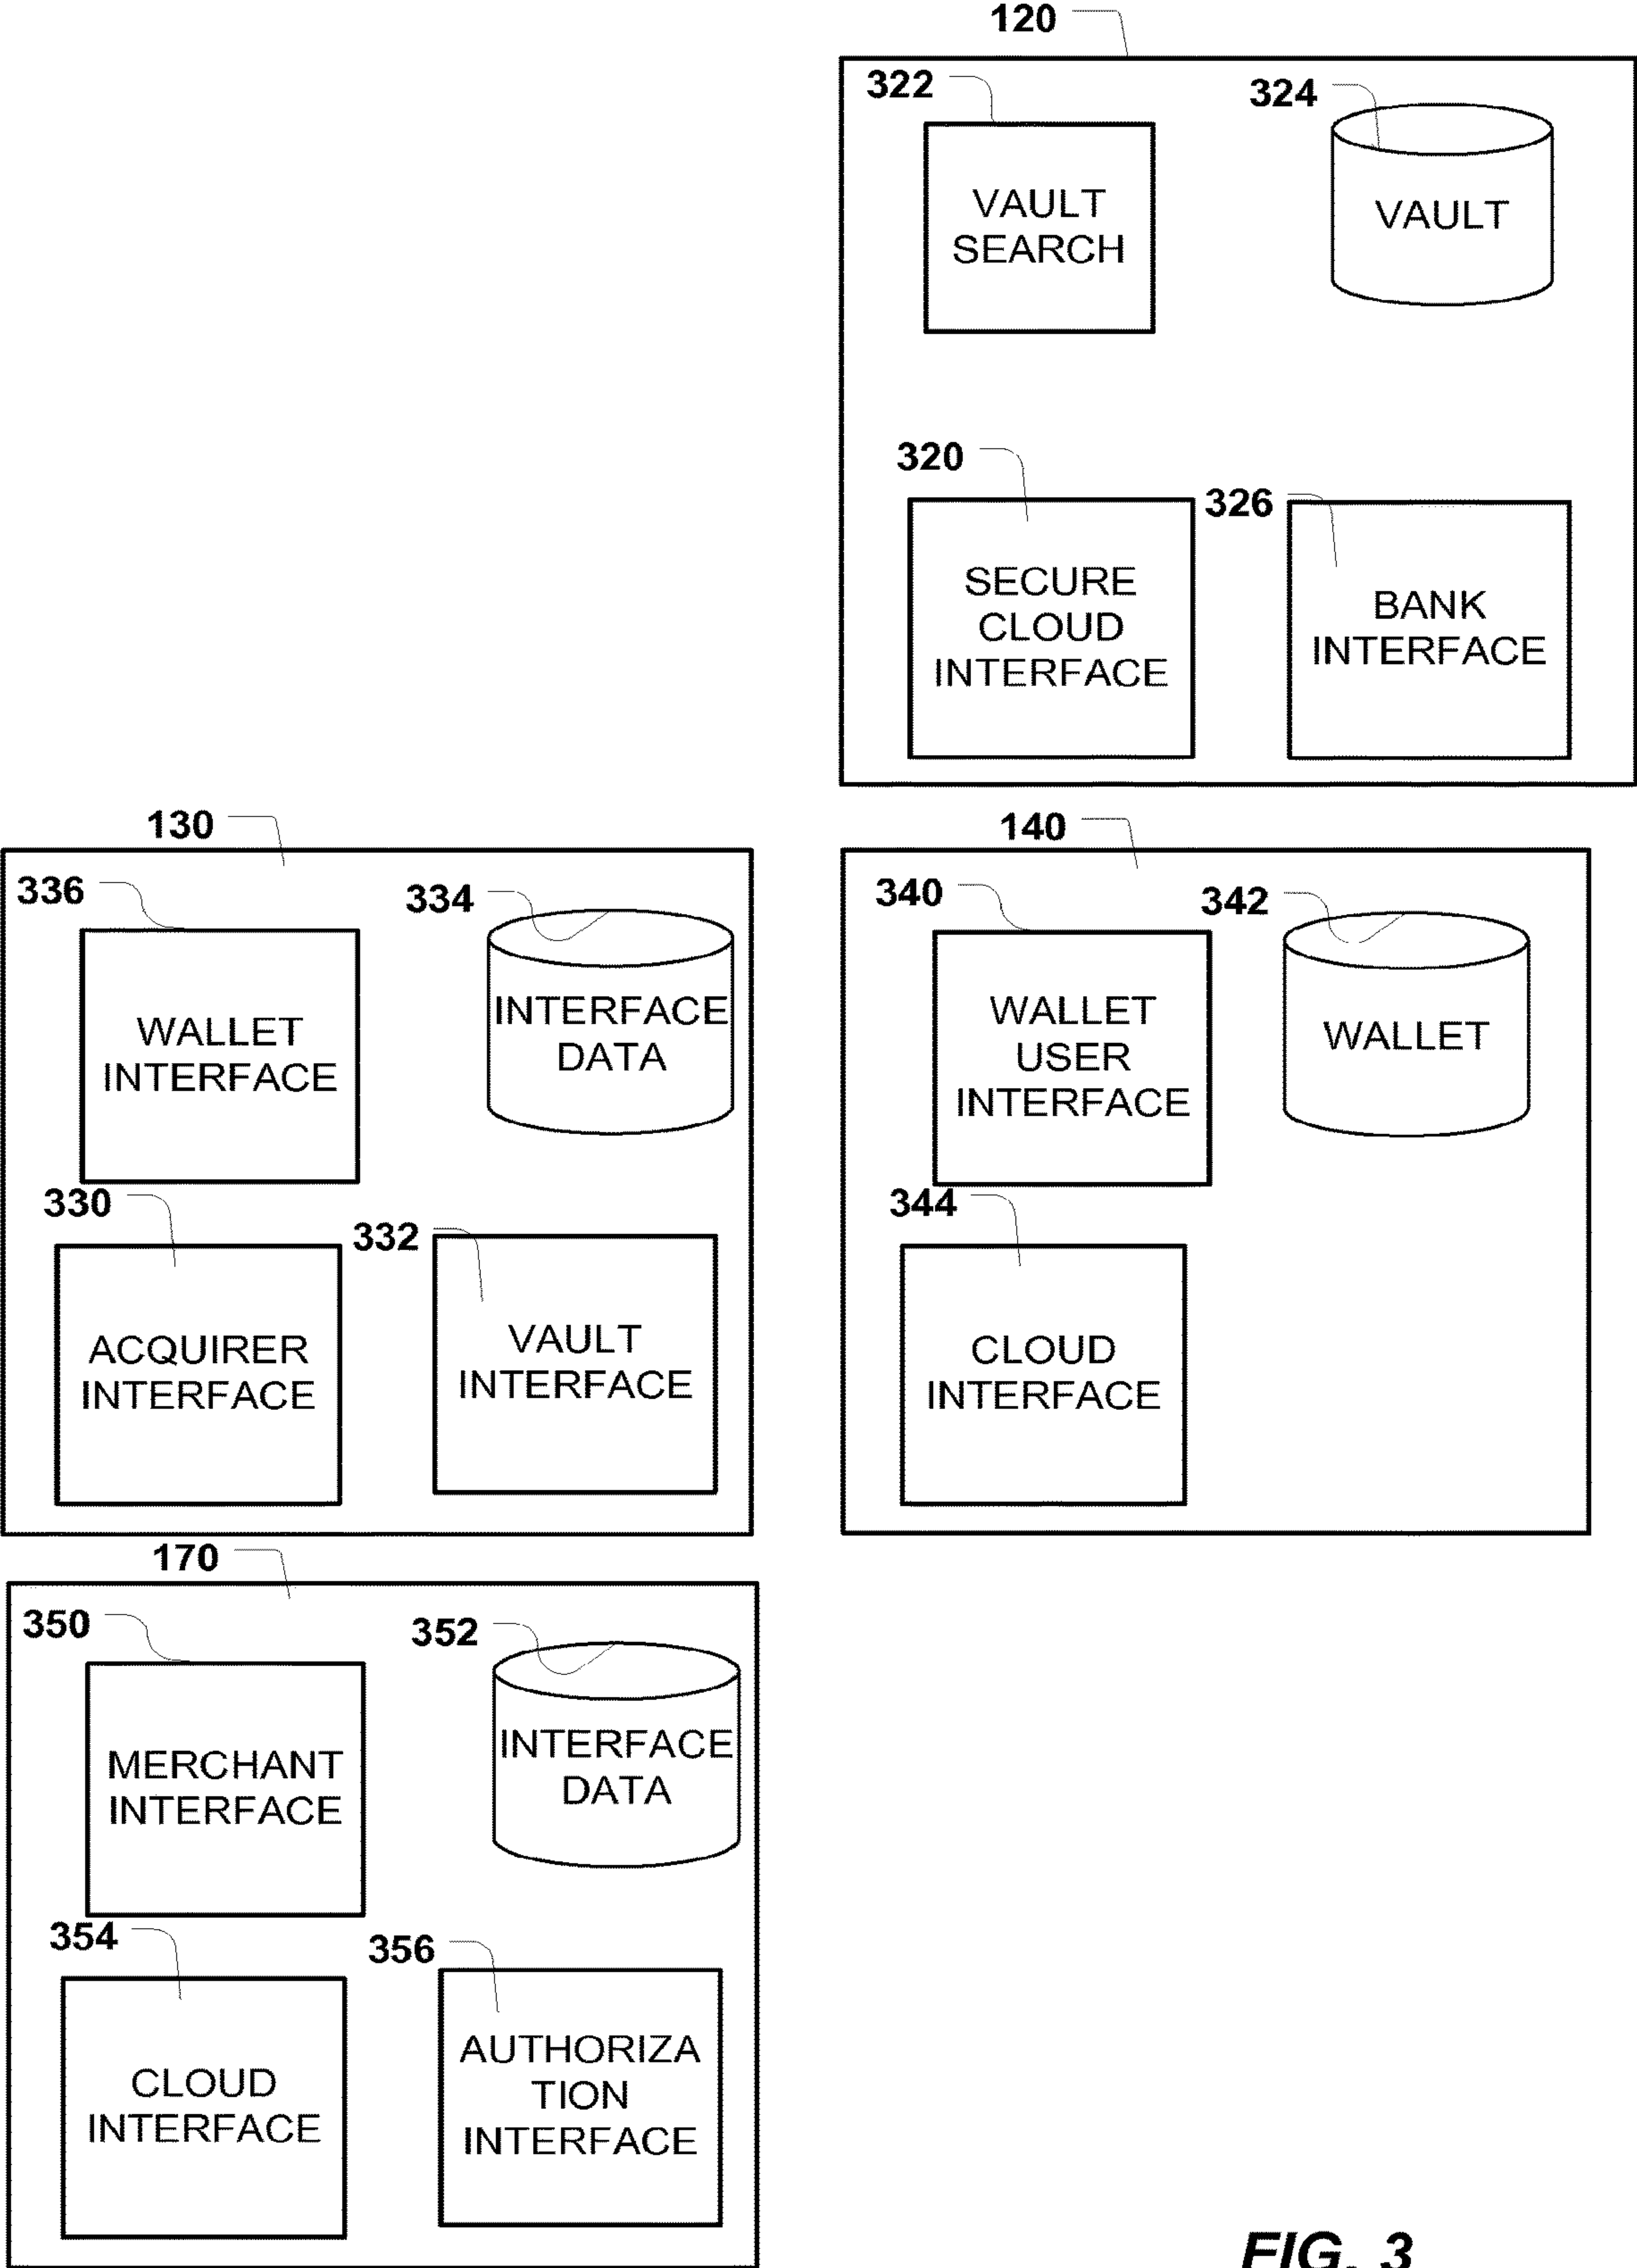 120
322
324
VAULT
SEARCH
VAULT
320
326
SECURE
CLOUD
INTERFACE
BANK
INTERFACE
130
140
336
334
WALLET
INTERFACE
INTERFACE
DATA
340
342
WALLET
USER
INTERFACE
WALLET
330
332
ACQUIRER
INTERFACE
VAULT
INTERFACE
344
CLOUD
INTERFACE
170
350
352
MERCHANT
INTERFACE
INTERFACE
DATA
354
356
CLOUD
INTERFACE
AUTHORIZA
TION
INTERFACE
FIG. 3